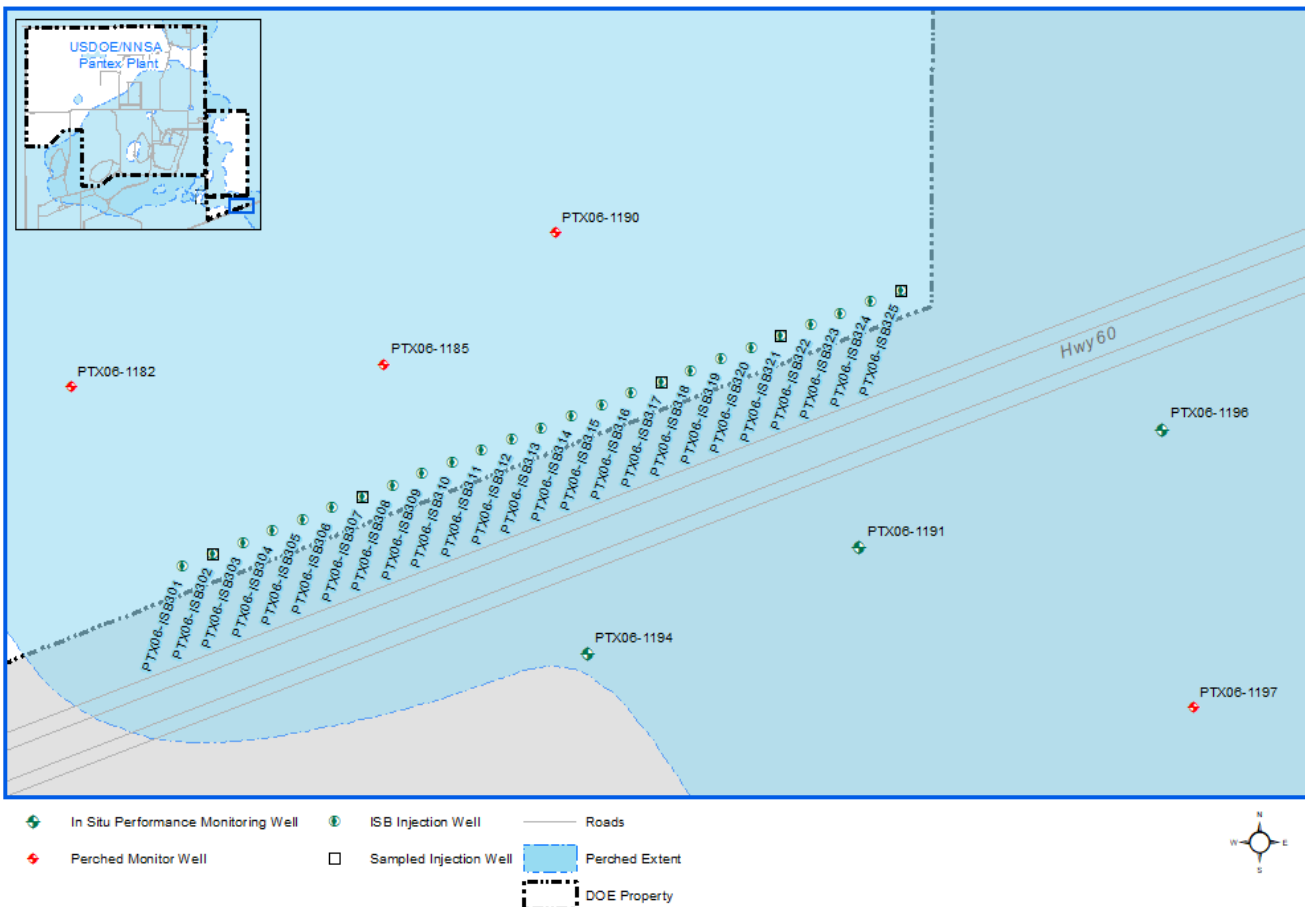 USDOE/NNSA
Pantex Plant
PTX06-1190
PTX06-1185
PTX06-1182
Hwy60
PTX06-1196
PTX06-1191
PTX06-1194
PTX06-1197
PTX06-ISB301
PTX06-ISB302
PTX06-ISB303
PTX06-ISB304
PTX06-ISB305
PTX06-ISB306
PTX06-ISB307
PTX06-ISB308
PTX06-ISB309
PTX06-ISB310
PTX06-ISB311
PTX06-ISB312
PTX06-ISB313
PTX06-ISB314
PTX06-ISB315
PTX06-ISB316
PTX06-ISB317
PTX06-ISB318
PTX06-ISB319
PTX06-ISB320
PTX06-ISB321
PTX06-ISB322
PTX06-ISB323
PTX06-ISB324
PTX06-ISB325
In Situ Performance Monitoring Well
ISB Injection Well
Roads
Perched Monitor Well
Sampled Injection Well
Perched Extent
DOE Property
N
W
E
S